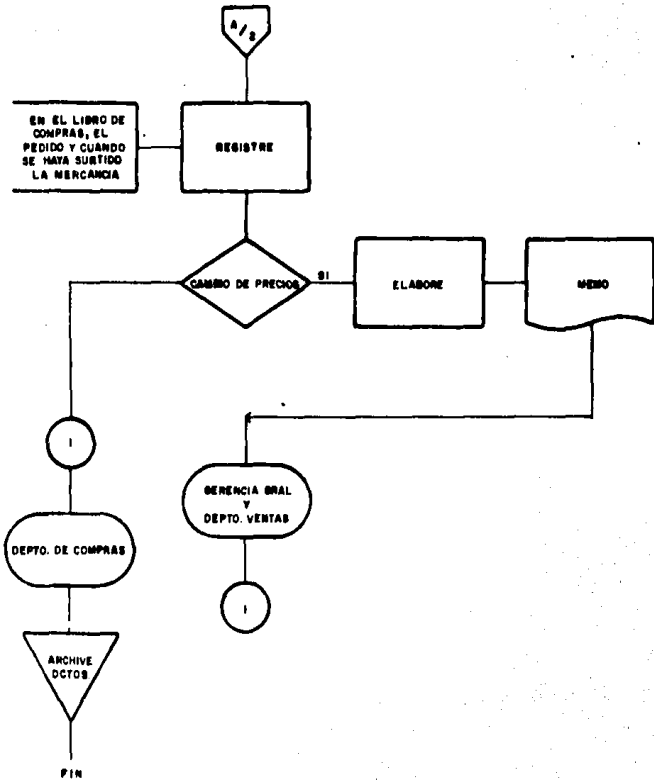 A/2
EN EL LIBRO DE
COMPRAS, EL
PEDIDO Y CUANDO
SE HAYA SURTIDO
LA MERCANCIA
REGISTRE
CAMBIO DE PRECIOS
SI
ELABORE
MEMO
1
GERENCIA GRAL
Y
DEPTO. VENTAS
DEPTO. DE COMPRAS
1
ARCHIVE
DCTOS
FIN